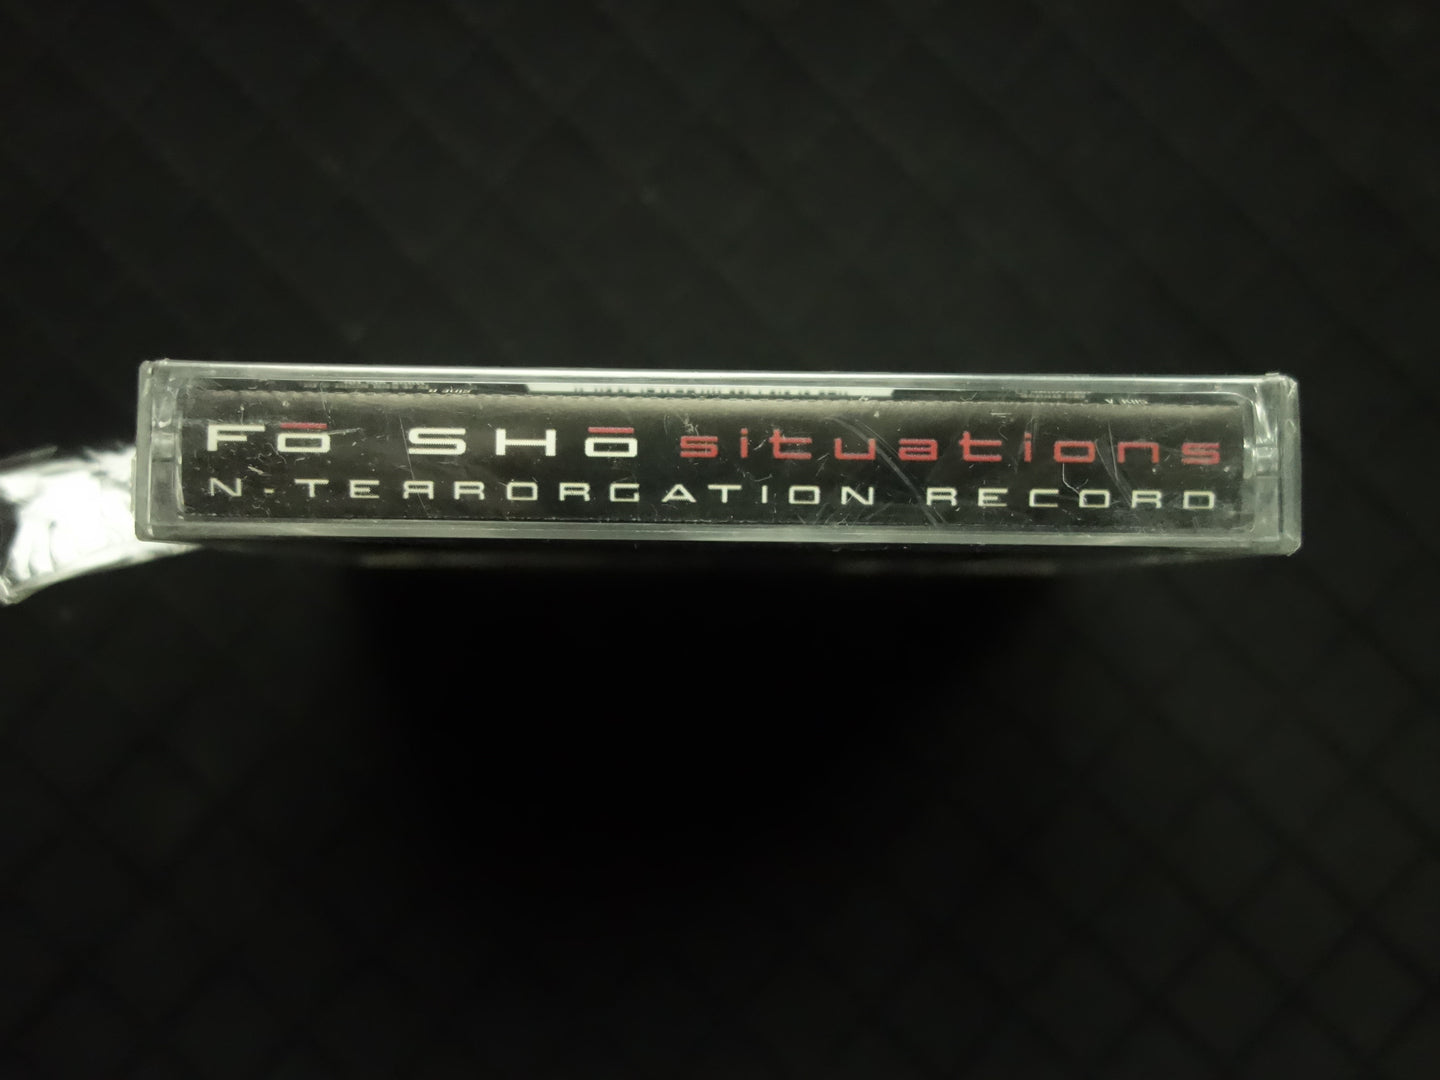 Fō SHō situations
N-TERRORGATION RECORD